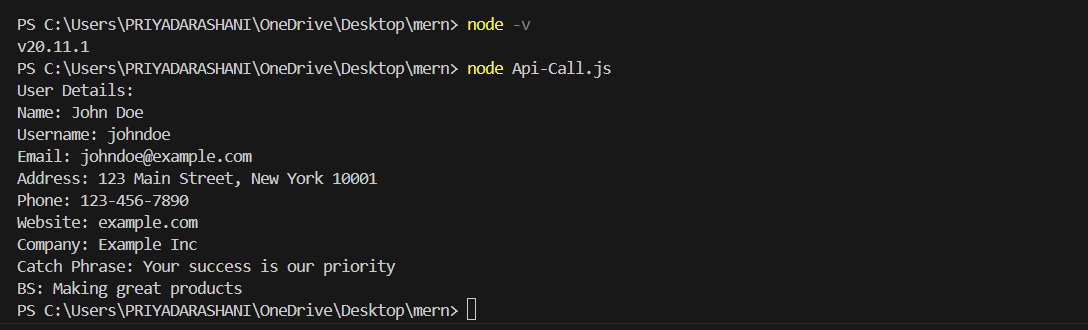 PS C:\Users\PRIYADARASHANI\OneDrive\Desktop\mern> node -v
v20.11.1
PS C:\Users\PRIYADARASHANI\OneDrive\Desktop\mern> node Api-Call.js
User Details:
Name: John Doe
Username: johndoe
Email: johndoe@example.com
Address: 123 Main Street, New York 10001
Phone: 123-456-7890
Website: example.com
Company: Example Inc
Catch Phrase: Your success is our priority
BS: Making great products
PS C:\Users\PRIYADARASHANI\OneDrive\Desktop\mern>